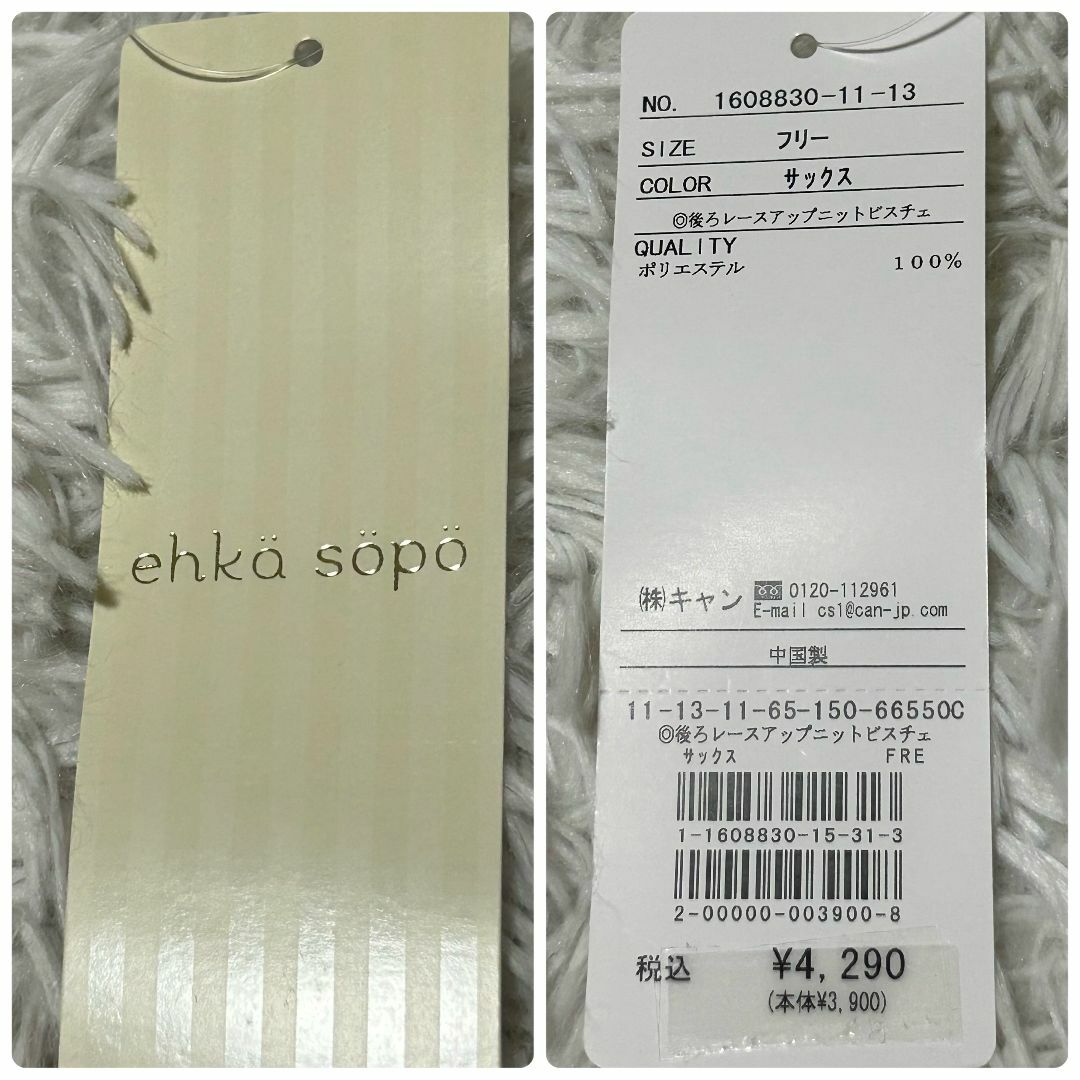 ehkä söpö
NO. 1608830-11-13
SIZE フリー
COLOR サックス
◎後ろレースアップニットビスチェ
QUALITY
ポリエステル 100%
㈱キャン 0120-112961
E-mail cs1@can-jp.com
中国製
11-13-11-65-150-66550C
◎後ろレースアップニットビスチェ
サックス FRE
1-1608830-15-31-3
2-00000-003900-8
税込 ¥4,290
(本体¥3,900)